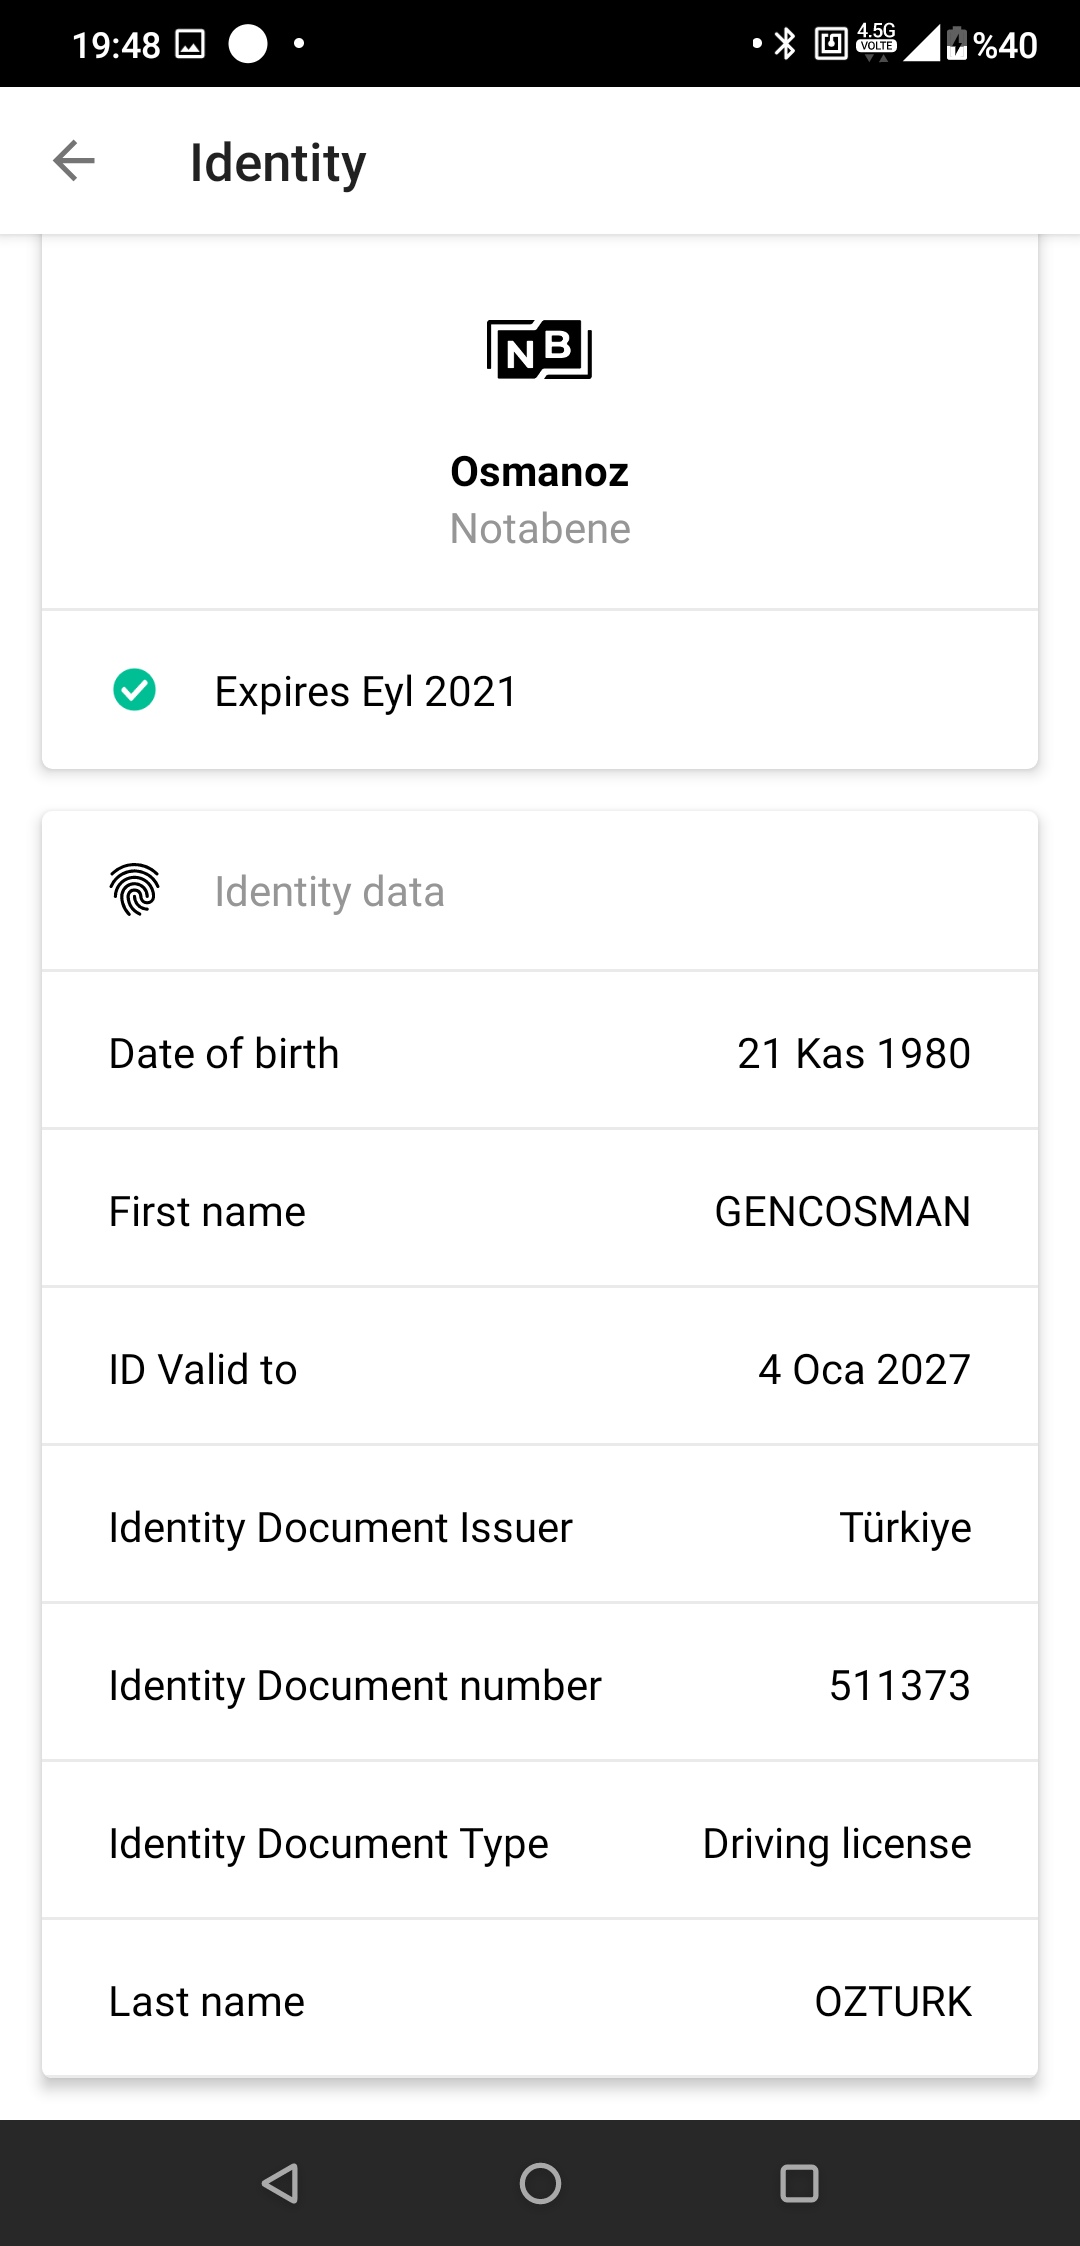 19:48 4.5G VOLTE %40
Identity
NB
Osmanoz
Notabene
Expires Eyl 2021
Identity data
Date of birth 21 Kas 1980
First name GENCOSMAN
ID Valid to 4 Oca 2027
Identity Document Issuer Türkiye
Identity Document number 511373
Identity Document Type Driving license
Last name OZTURK